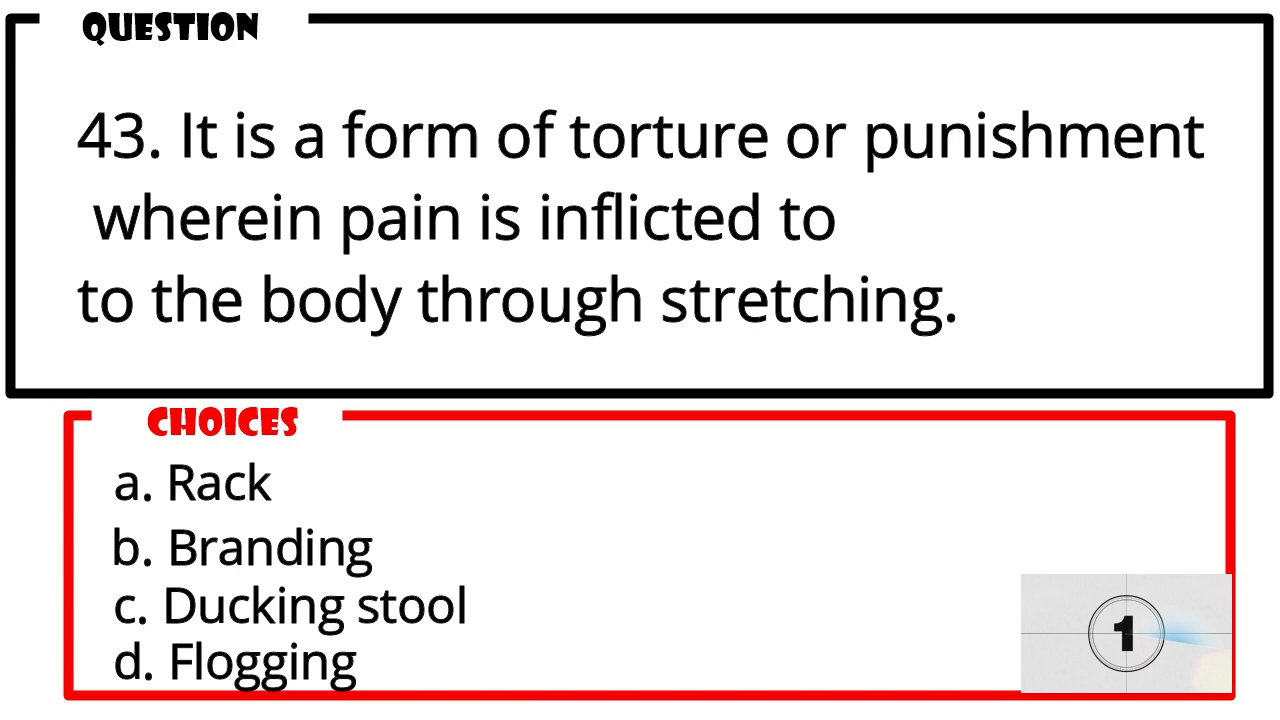 QUESTION
43. It is a form of torture or punishment
wherein pain is inflicted to
to the body through stretching.
CHOICES
a. Rack
b. Branding
c. Ducking stool
d. Flogging
1